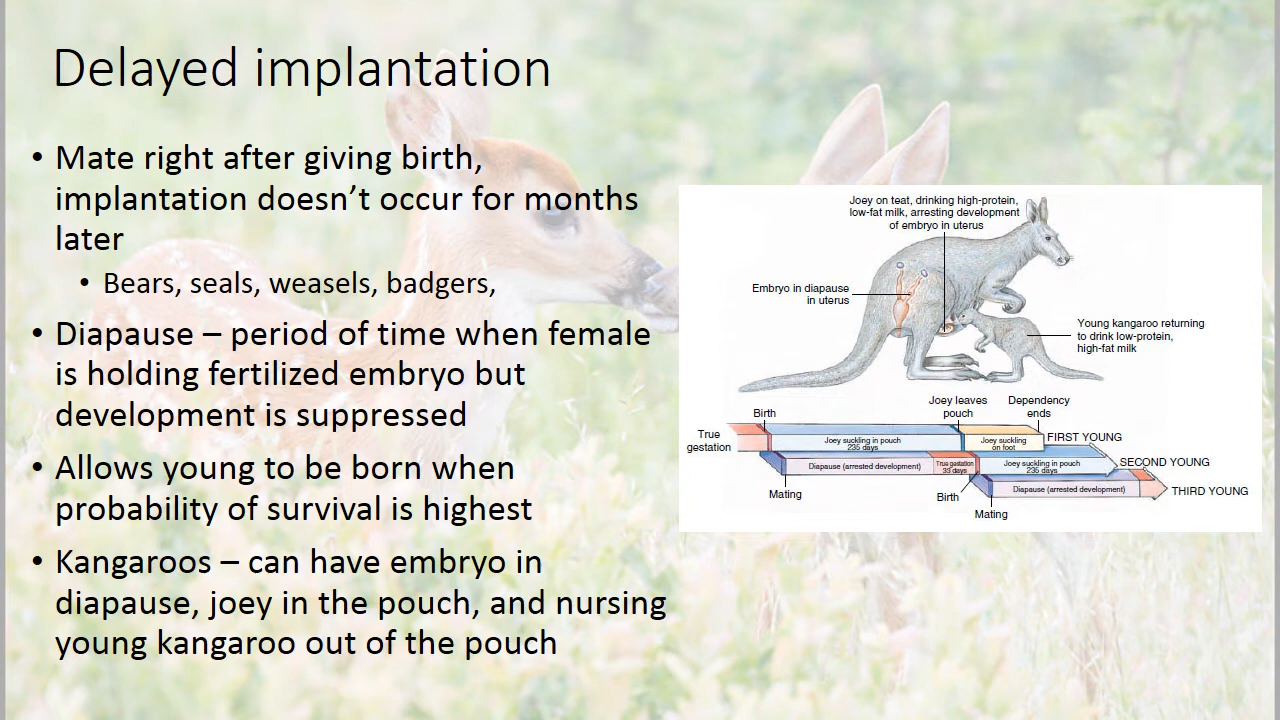 Delayed implantation
• Mate right after giving birth,
implantation doesn’t occur for months
later
• Bears, seals, weasels, badgers,
• Diapause – period of time when female
is holding fertilized embryo but
development is suppressed
• Allows young to be born when
probability of survival is highest
• Kangaroos – can have embryo in
diapause, joey in the pouch, and nursing
young kangaroo out of the pouch
Joey on teat, drinking high-protein,
low-fat milk, arresting development
of embryo in uterus
Embryo in diapause
in uterus
Young kangaroo returning
to drink low-protein,
high-fat milk
Joey leaves
pouch
Dependency
ends
Birth
True
gestation
Joey suckling in pouch
235 days
Joey suckling
on foot
FIRST YOUNG
Diapause (arrested development)
True gestation
33 days
Joey suckling in pouch
235 days
SECOND YOUNG
Mating
Birth
Diapause (arrested development)
THIRD YOUNG
Mating